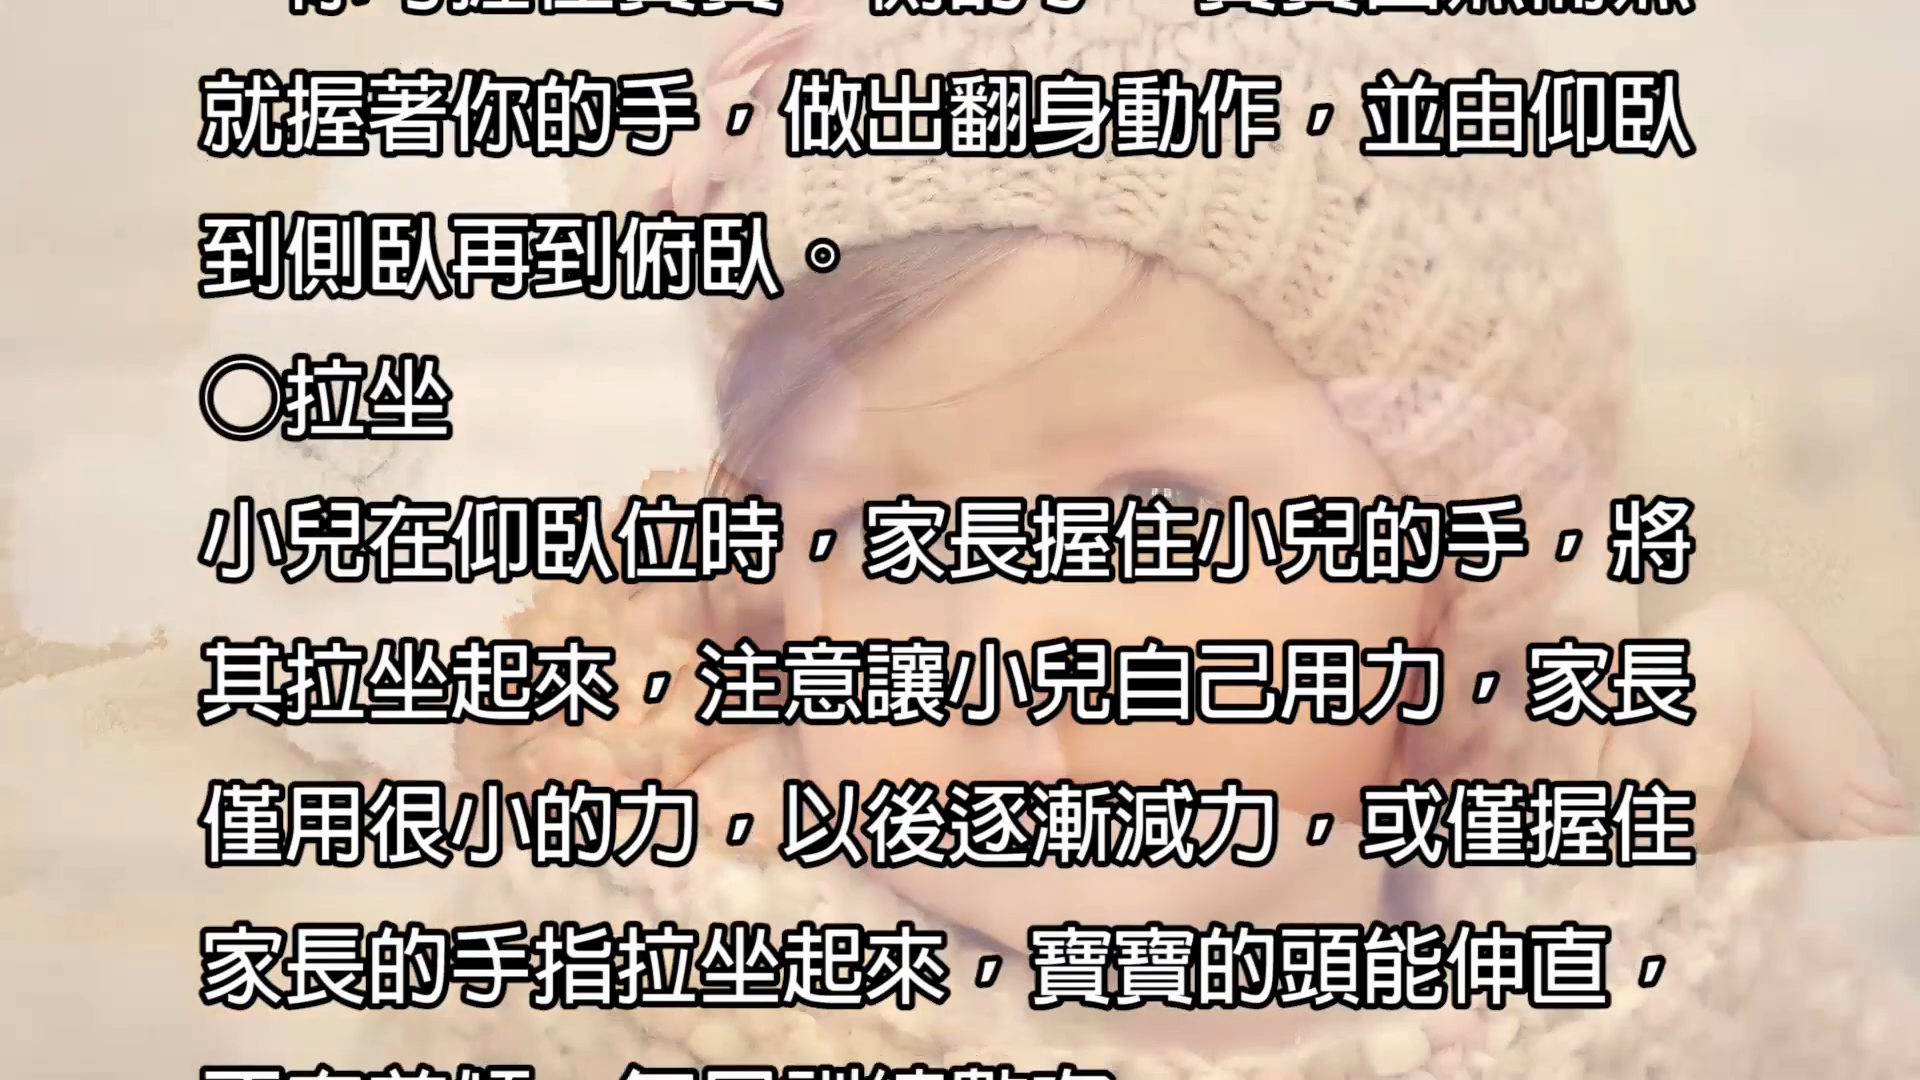 就握著你的手，做出翻身動作，並由仰臥
到側臥再到俯臥。
○拉坐
小兒在仰臥位時，家長握住小兒的手，將
其拉坐起來，注意讓小兒自己用力，家長
僅用很小的力，以後逐漸減力，或僅握住
家長的手指拉坐起來，寶寶的頭能伸直，